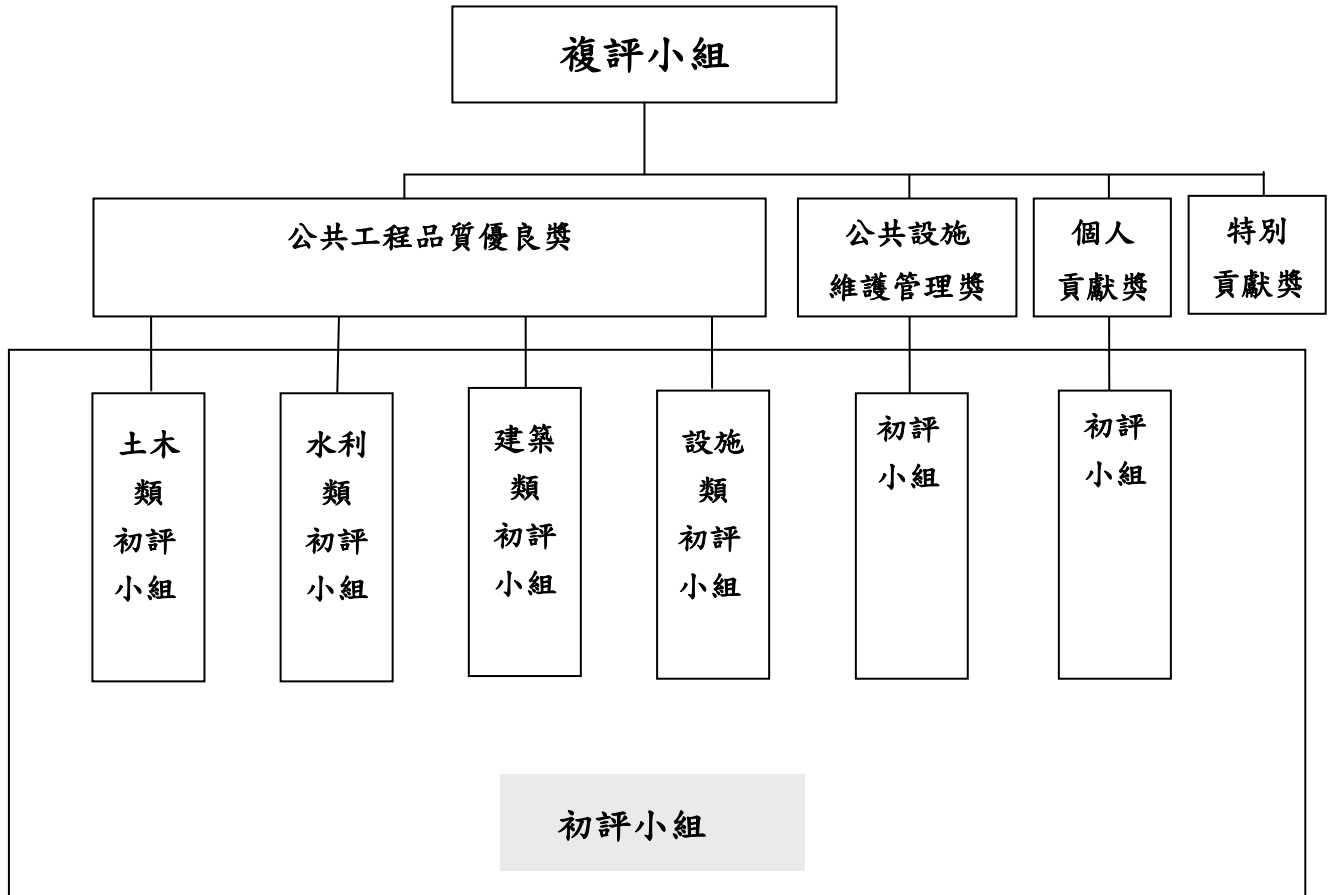 複評小組
公共工程品質優良獎
公共設施
維護管理獎
個人
貢獻獎
特別
貢獻獎
土木
類
初評
小組
水利
類
初評
小組
建築
類
初評
小組
設施
類
初評
小組
初評
小組
初評
小組
初評小組